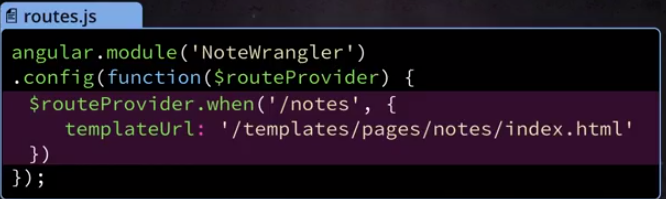 routes.js
angular.module('NoteWrangler')
.config(function($routeProvider) {
  $routeProvider.when('/notes', {
     templateUrl: '/templates/pages/notes/index.html'
  })
});